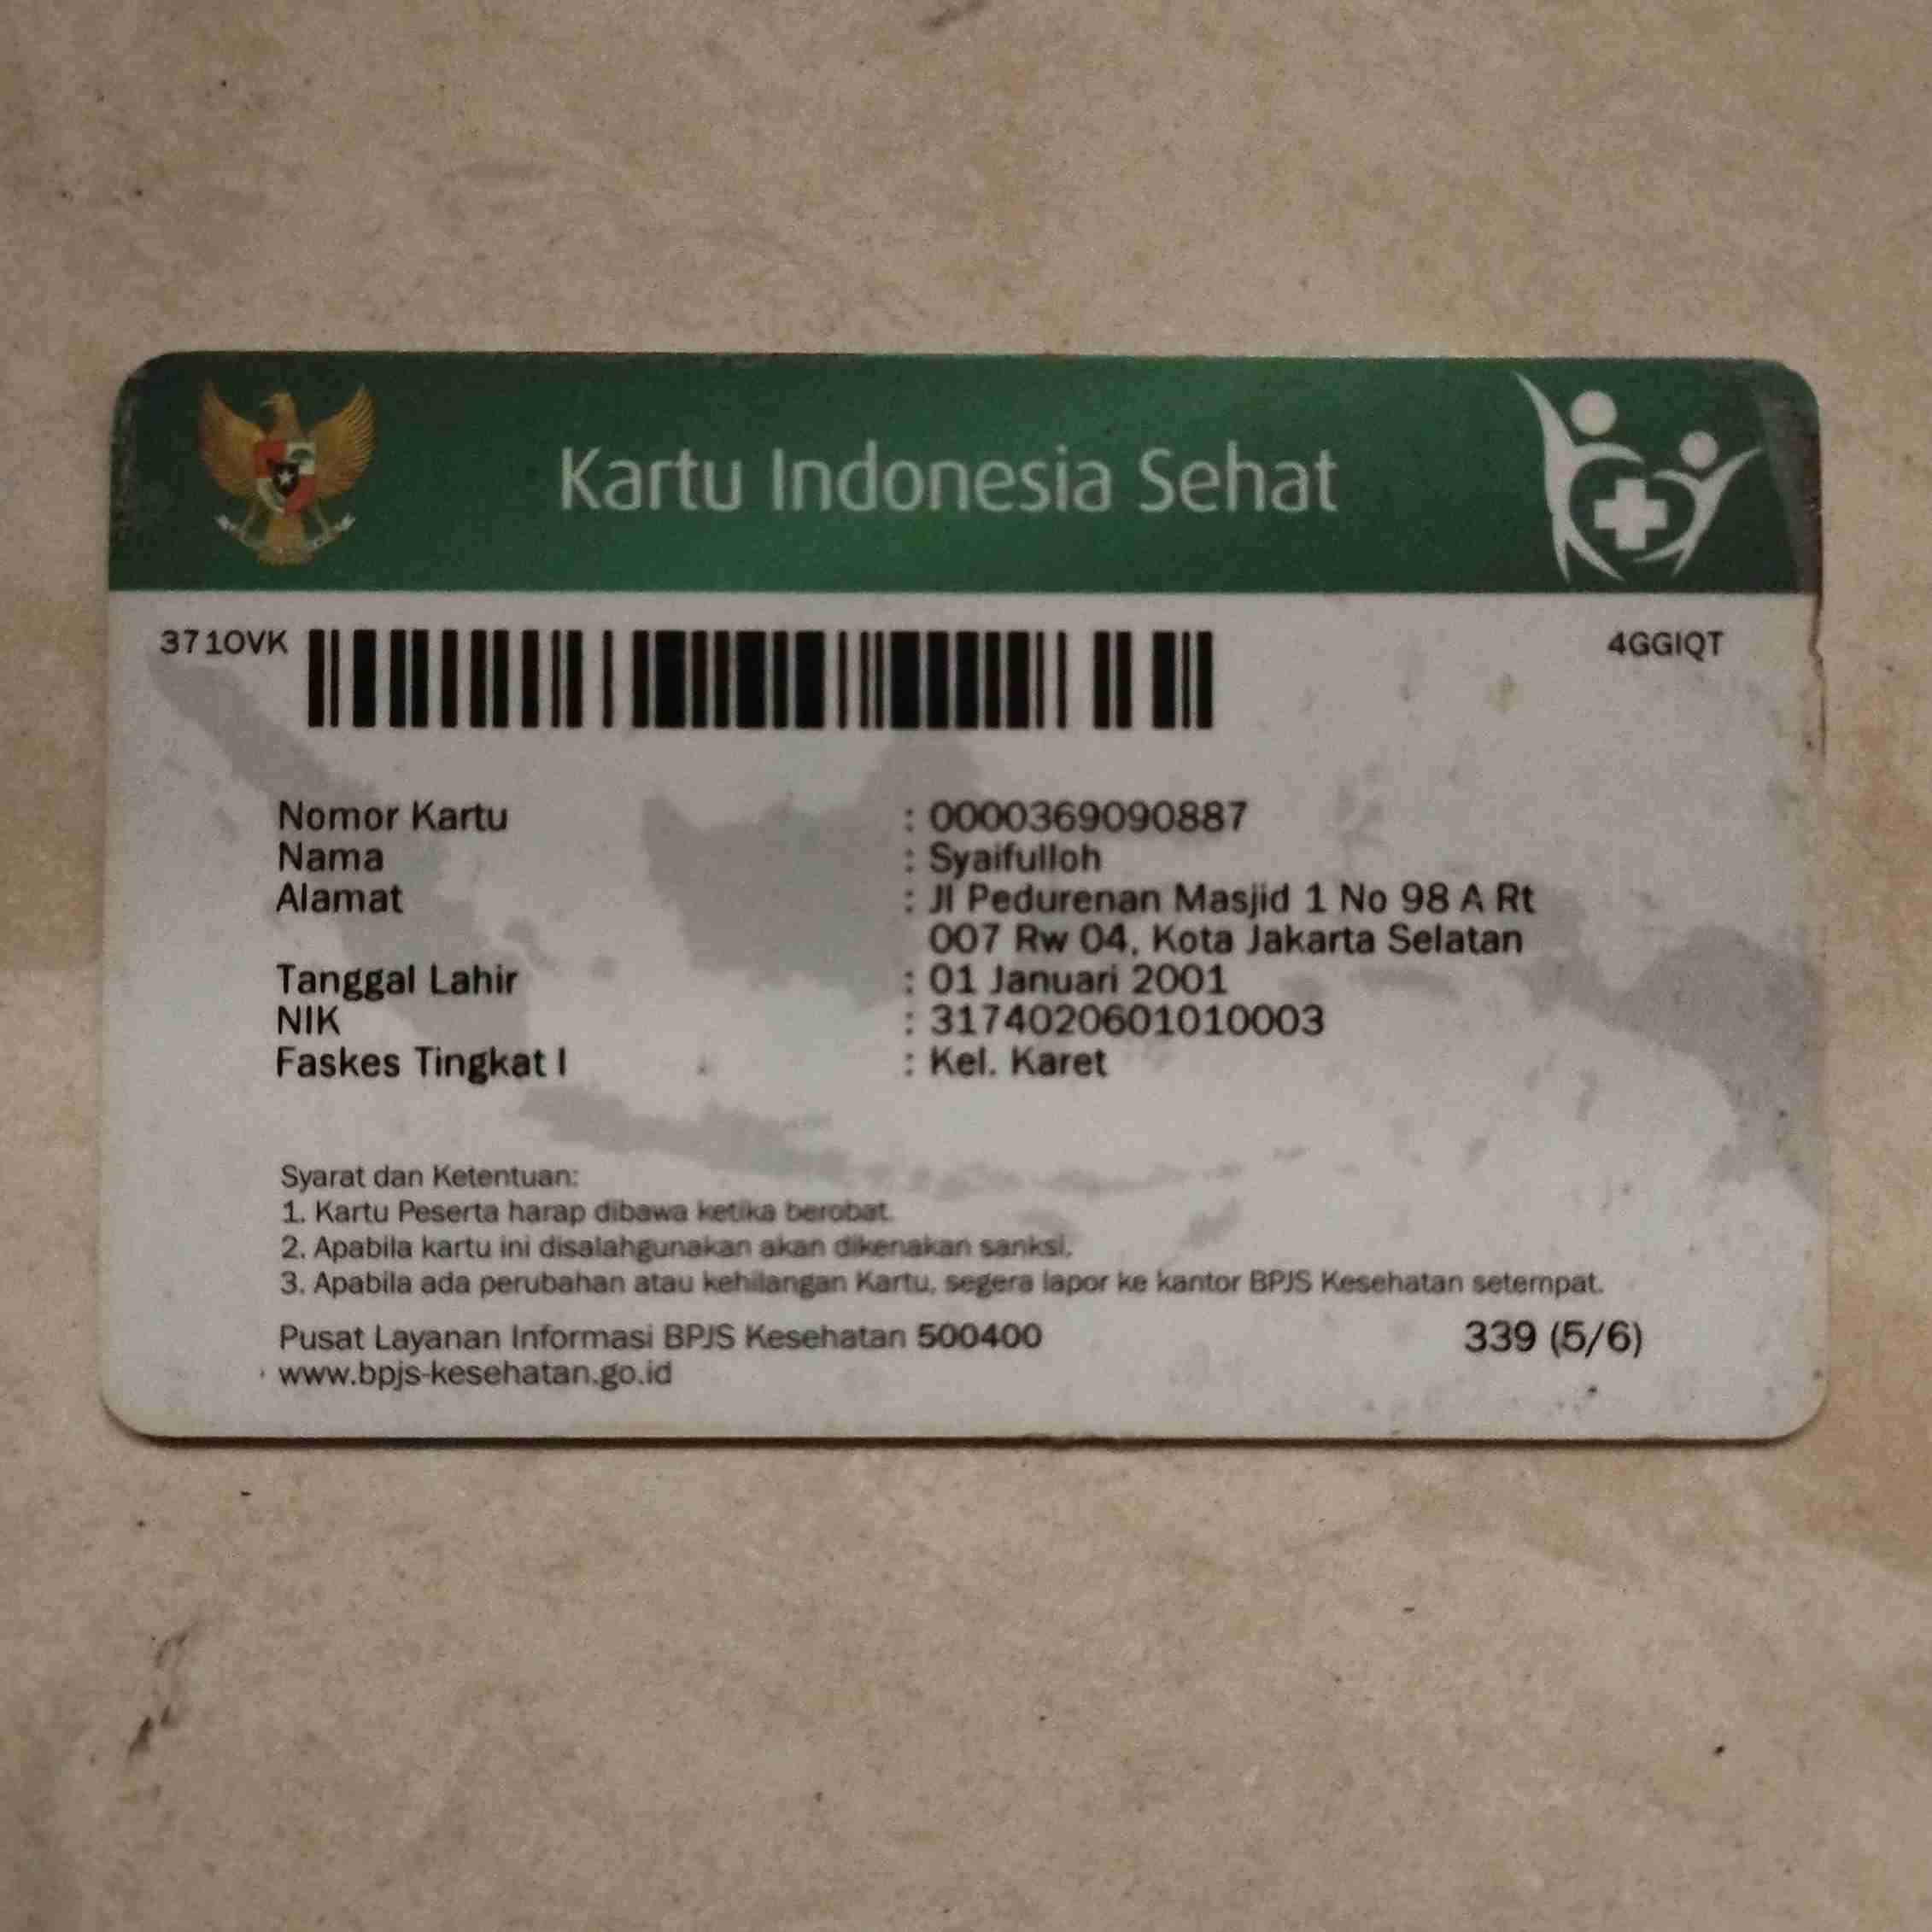 Kartu Indonesia Sehat
371OVK 4GGIQT
Nomor Kartu : 0000369090887
Nama : Syaifulloh
Alamat : Jl Pedurenan Masjid 1 No 98 A Rt
007 Rw 04, Kota Jakarta Selatan
Tanggal Lahir : 01 Januari 2001
NIK : 3174020601010003
Faskes Tingkat I : Kel. Karet
Syarat dan Ketentuan:
1. Kartu Peserta harap dibawa ketika berobat.
2. Apabila kartu ini disalahgunakan akan dikenakan sanksi.
3. Apabila ada perubahan atau kehilangan Kartu, segera lapor ke kantor BPJS Kesehatan setempat.
Pusat Layanan Informasi BPJS Kesehatan 500400 339 (5/6)
www.bpjs-kesehatan.go.id